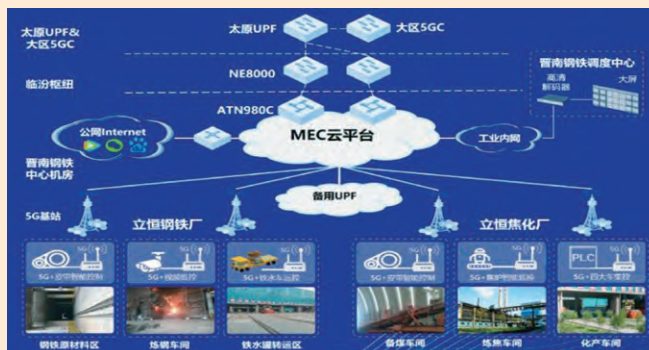 太原UPF&
大区5GC
太原UPF
大区5GC
临汾枢纽
NE8000
ATN980C
晋南钢铁调度中心
高清
解码器
大屏
公网Internet
MEC云平台
工业内网
晋南钢铁
中心机房
备用UPF
5G基站
立恒钢铁厂
立恒焦化厂
5G
5G
5G
5G
5G
PLC
5G
5G+皮带智能控制
5G+视频监控
5G+铁水车远控
5G+皮带智能控制
5G+四大车远控
钢铁原材料区
炼钢车间
铁水罐转运区
备煤车间
炼焦车间
化产车间